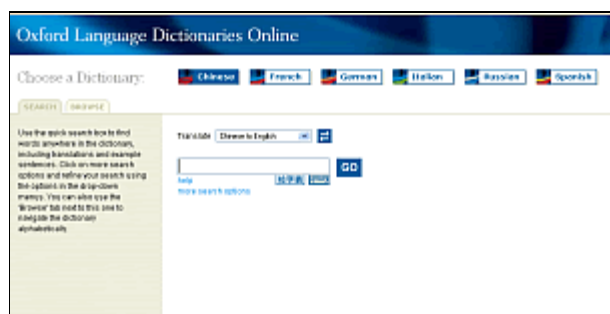 Oxford Language Dictionaries Online
Choose a Dictionary:
Chinese French German Italian Russian Spanish
SEARCH BROWSE
Use the quick search box to find
words anywhere in the dictionary,
including translations and example
sentences. Click on more search
options and refine your search using
the options in the drop-down
menus. You can also use the
'Browse' tab next to this one to
navigate the dictionary
alphabetically
Translate Chinese to English
GO
help
more search options